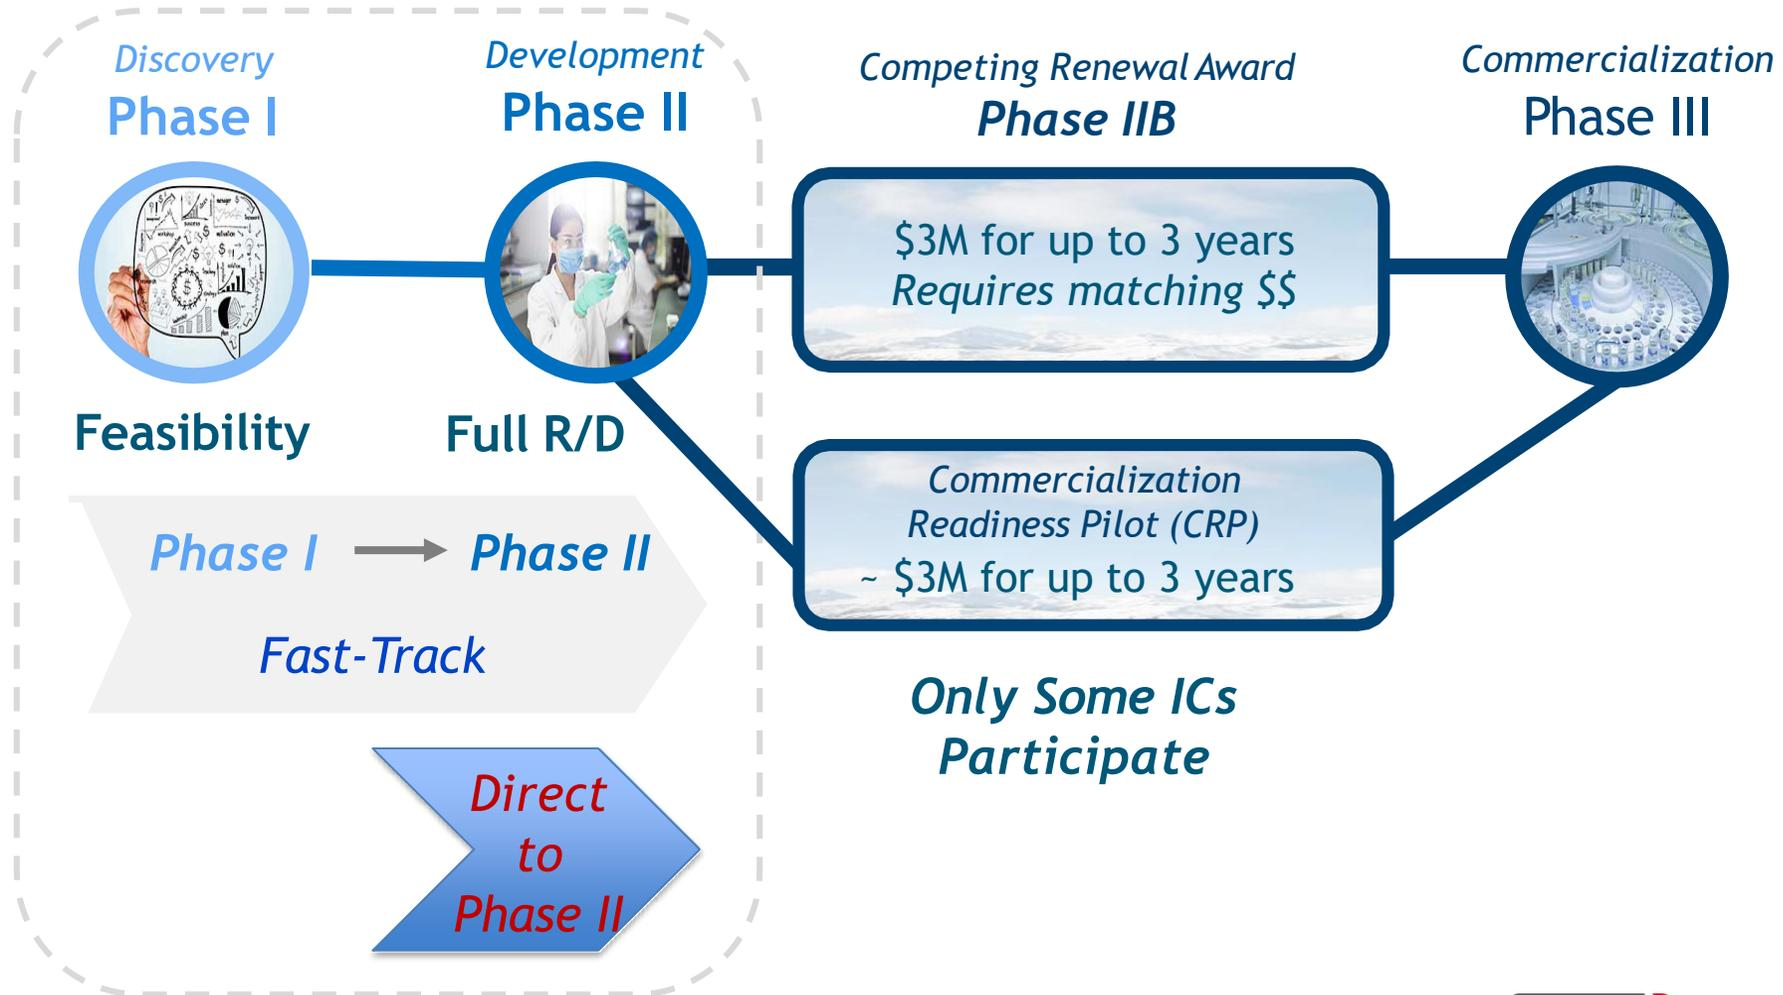 Discovery
Phase I
Development
Phase II
Competing Renewal Award
Phase IIB
Commercialization
Phase III
$3M for up to 3 years
Requires matching $$
Feasibility
Full R/D
Commercialization
Readiness Pilot (CRP)
~ $3M for up to 3 years
Phase I
Phase II
Fast-Track
Only Some ICs
Participate
Direct
to
Phase II